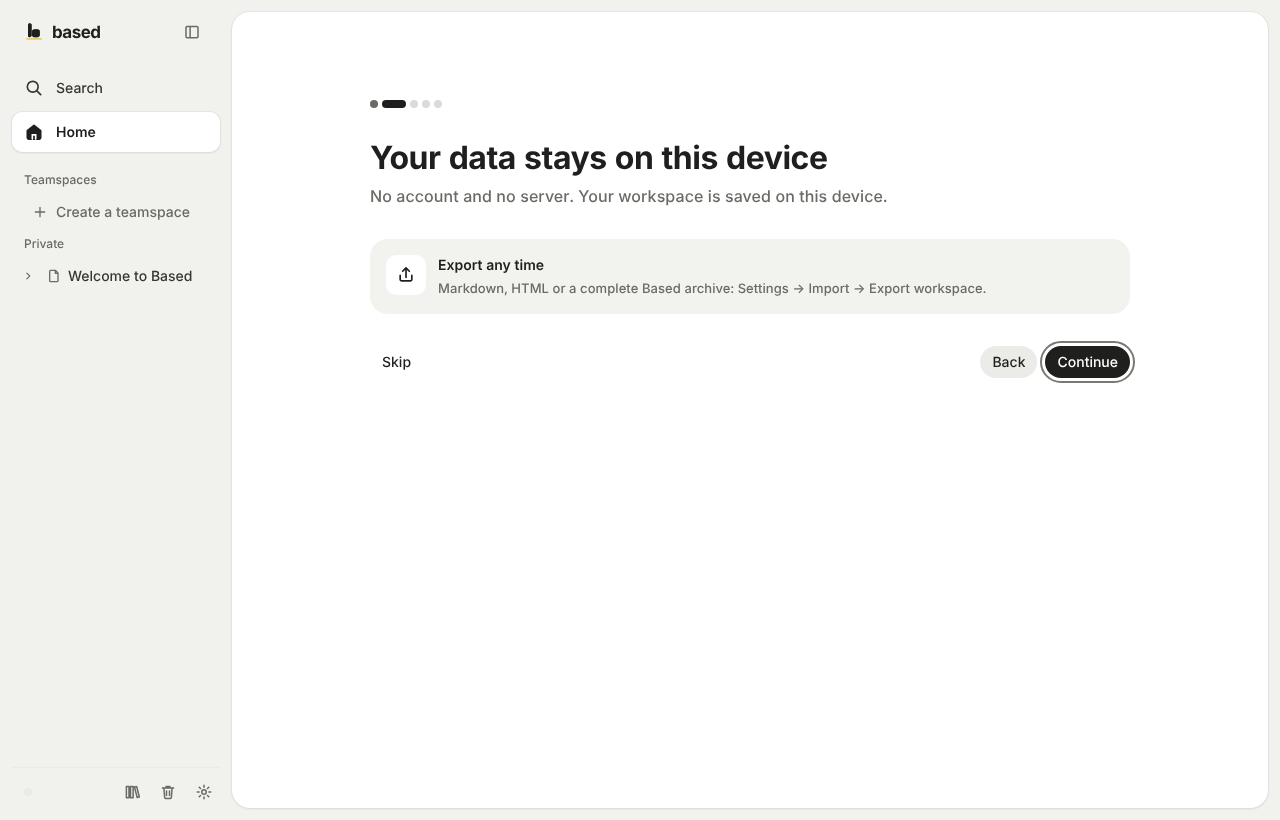 based
Search
Home
Teamspaces
Create a teamspace
Private
Welcome to Based
Your data stays on this device
No account and no server. Your workspace is saved on this device.
Export any time
Markdown, HTML or a complete Based archive: Settings → Import → Export workspace.
Skip
Back
Continue